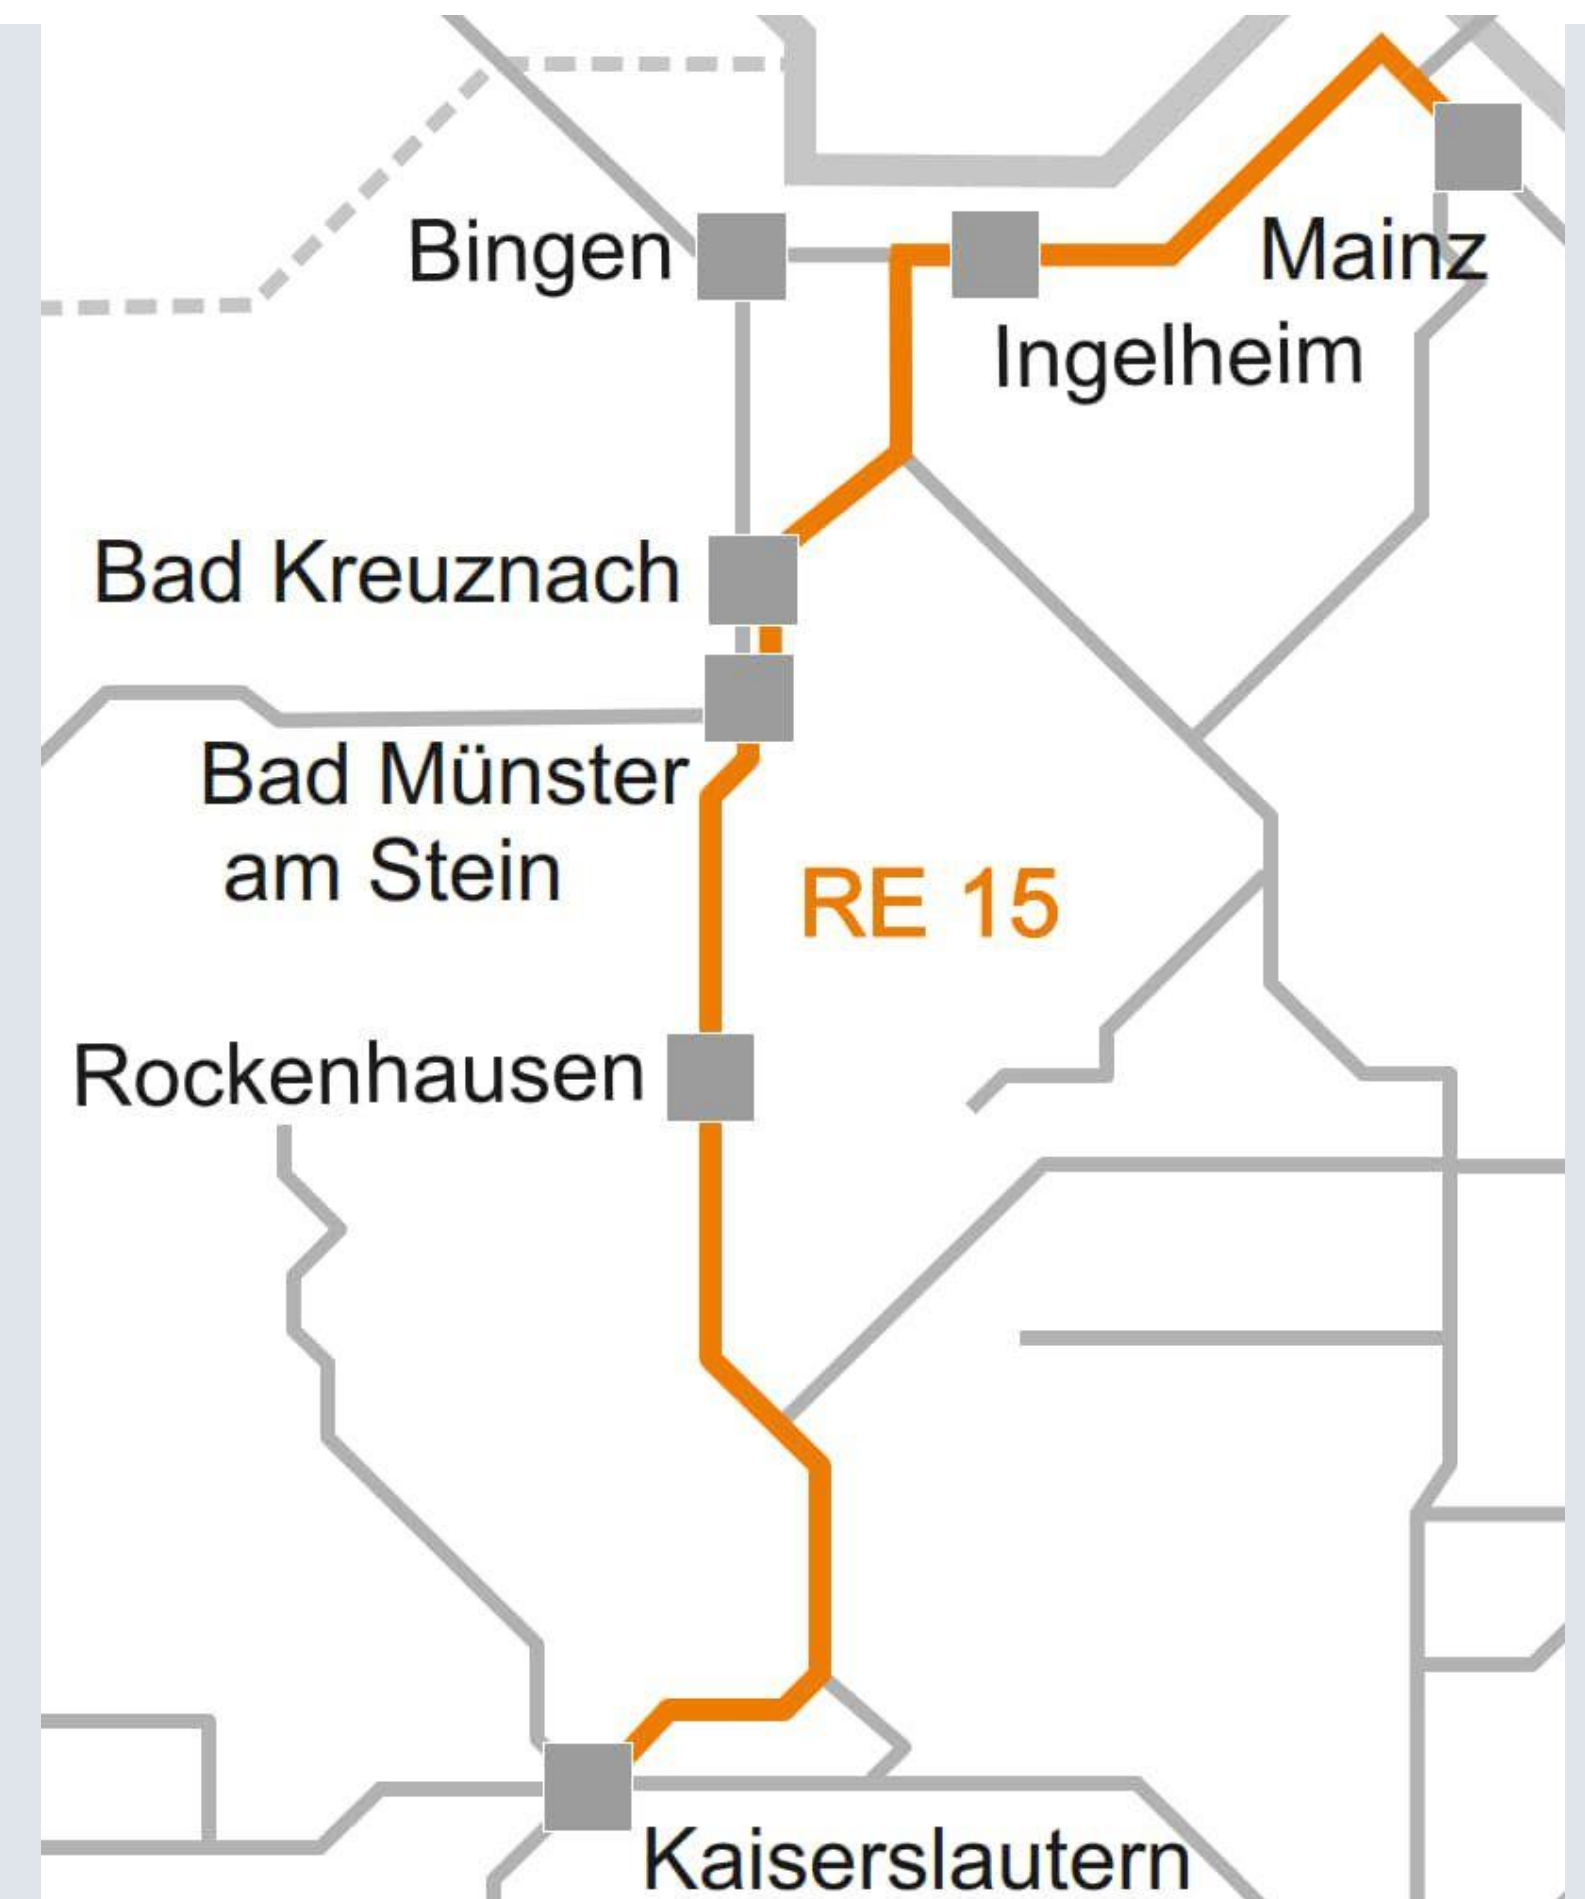 Bingen
Mainz
Ingelheim
Bad Kreuznach
Bad Münster
am Stein
RE 15
Rockenhausen
Kaiserslautern